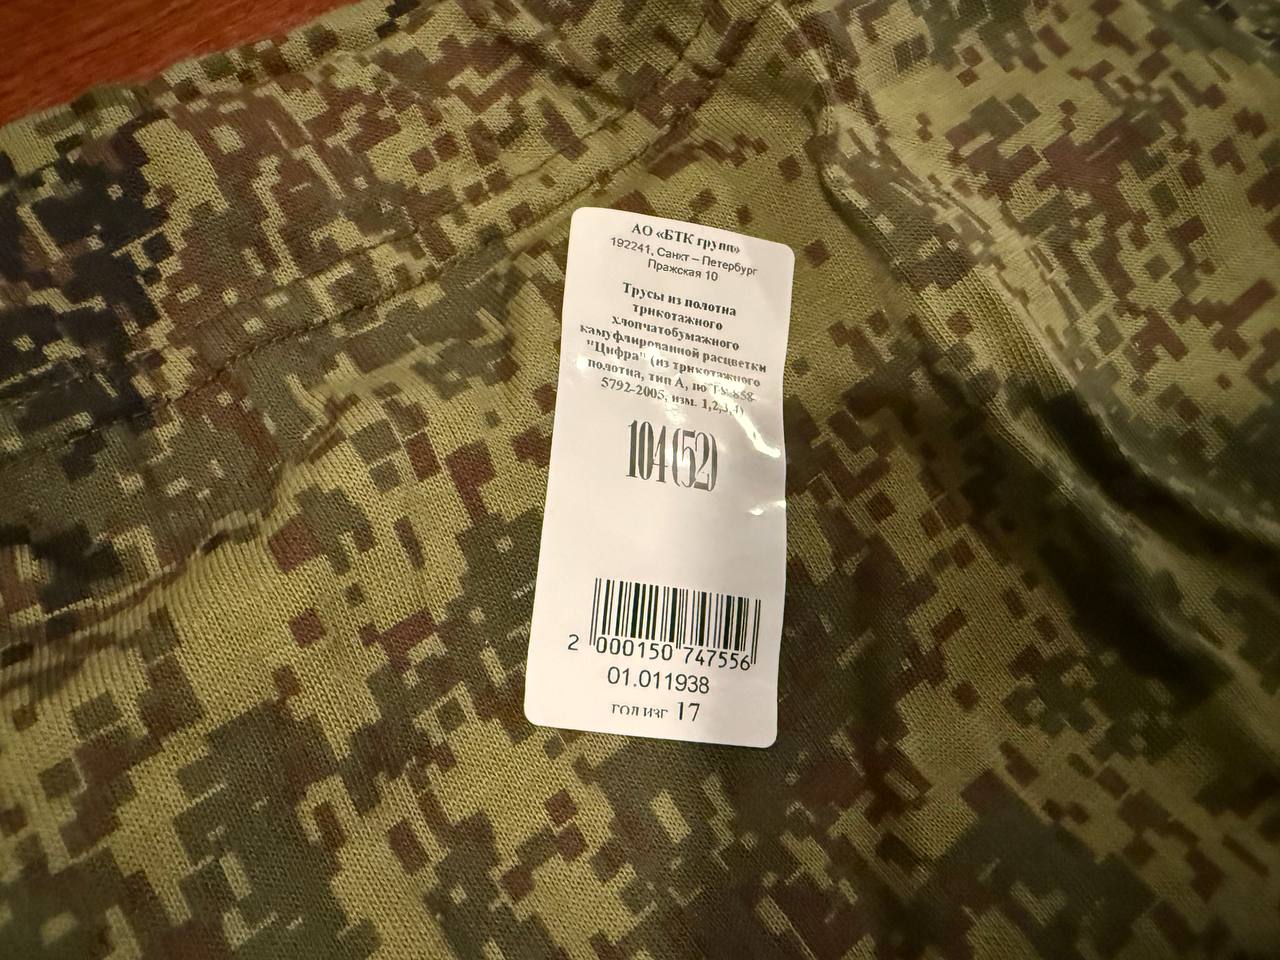 АО «БТК групп»
192241, Санкт – Петербург
Пражская 10
Трусы из полотна
трикотажного
хлопчатобумажного
камуфлированной расцветки
"Цифра" (из трикотажного
полотна, тип А, по ТУ 858-
5792-2005, изм. 1,2,3,4)
104(52)
2 000150 747556
01.011938
год изг 17